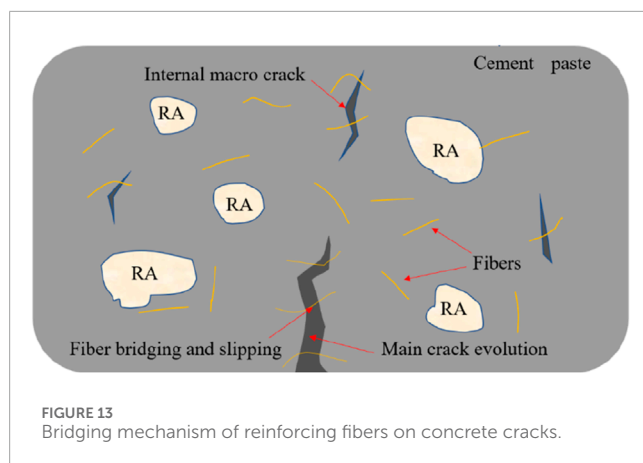 Cement paste
Internal macro crack
RA
RA
RA
RA
Fibers
RA
Fiber bridging and slipping
Main crack evolution
FIGURE 13
Bridging mechanism of reinforcing fibers on concrete cracks.